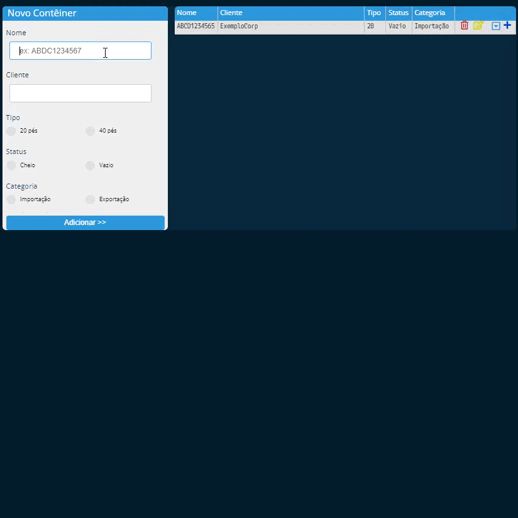 Novo Contêiner
Nome
ex: ABDC1234567
Cliente
Tipo
20 pés
40 pés
Status
Cheio
Vazio
Categoria
Importação
Exportação
Adicionar >>
Nome Cliente Tipo Status Categoria
ABCD1234565 ExemploCorp 20 Vazio Importação